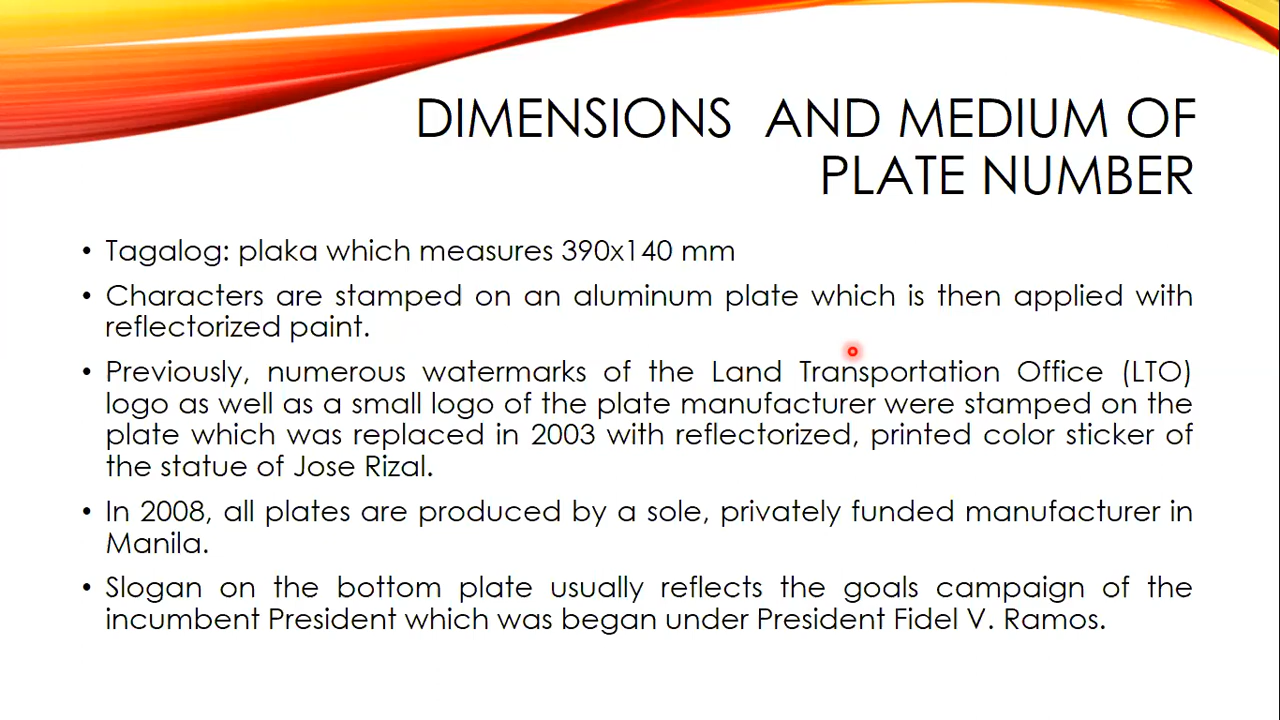 DIMENSIONS AND MEDIUM OF
PLATE NUMBER
• Tagalog: plaka which measures 390x140 mm
• Characters are stamped on an aluminum plate which is then applied with
reflectorized paint.
• Previously, numerous watermarks of the Land Transportation Office (LTO)
logo as well as a small logo of the plate manufacturer were stamped on the
plate which was replaced in 2003 with reflectorized, printed color sticker of
the statue of Jose Rizal.
• In 2008, all plates are produced by a sole, privately funded manufacturer in
Manila.
• Slogan on the bottom plate usually reflects the goals campaign of the
incumbent President which was began under President Fidel V. Ramos.